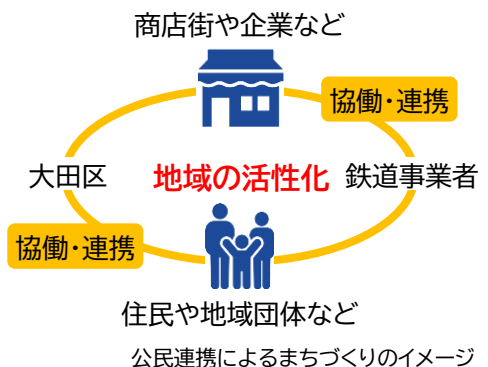 商店街や企業など
協働・連携
大田区
地域の活性化
鉄道事業者
協働・連携
住民や地域団体など
公民連携によるまちづくりのイメージ